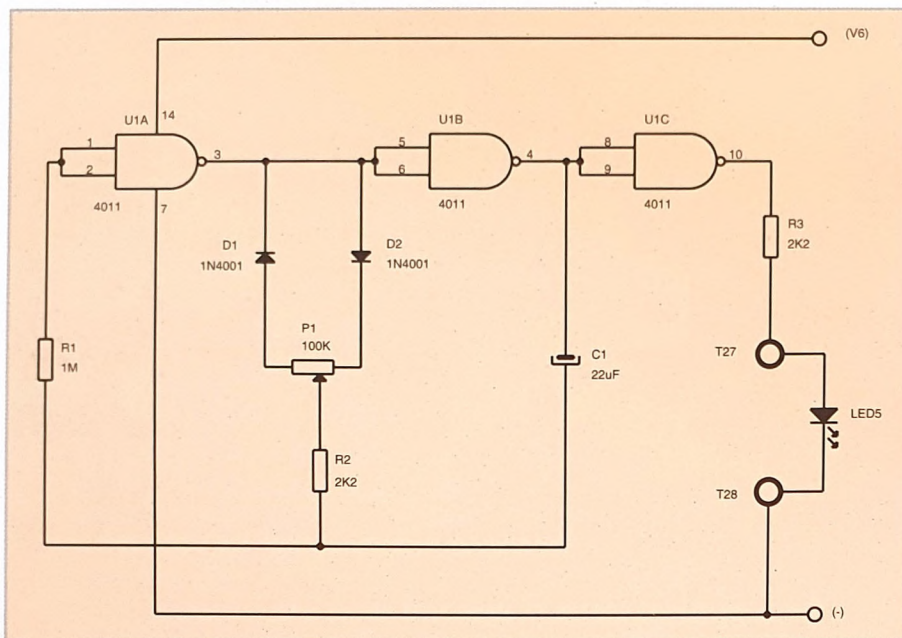 (V6)
U1A
14
1
2
3
4011
7
U1B
5
6
4
4011
U1C
8
9
10
4011
R3
2K2
D1
1N4001
D2
1N4001
P1
100K
R1
1M
C1
22uF
T27
LED5
R2
2K2
T28
(-)